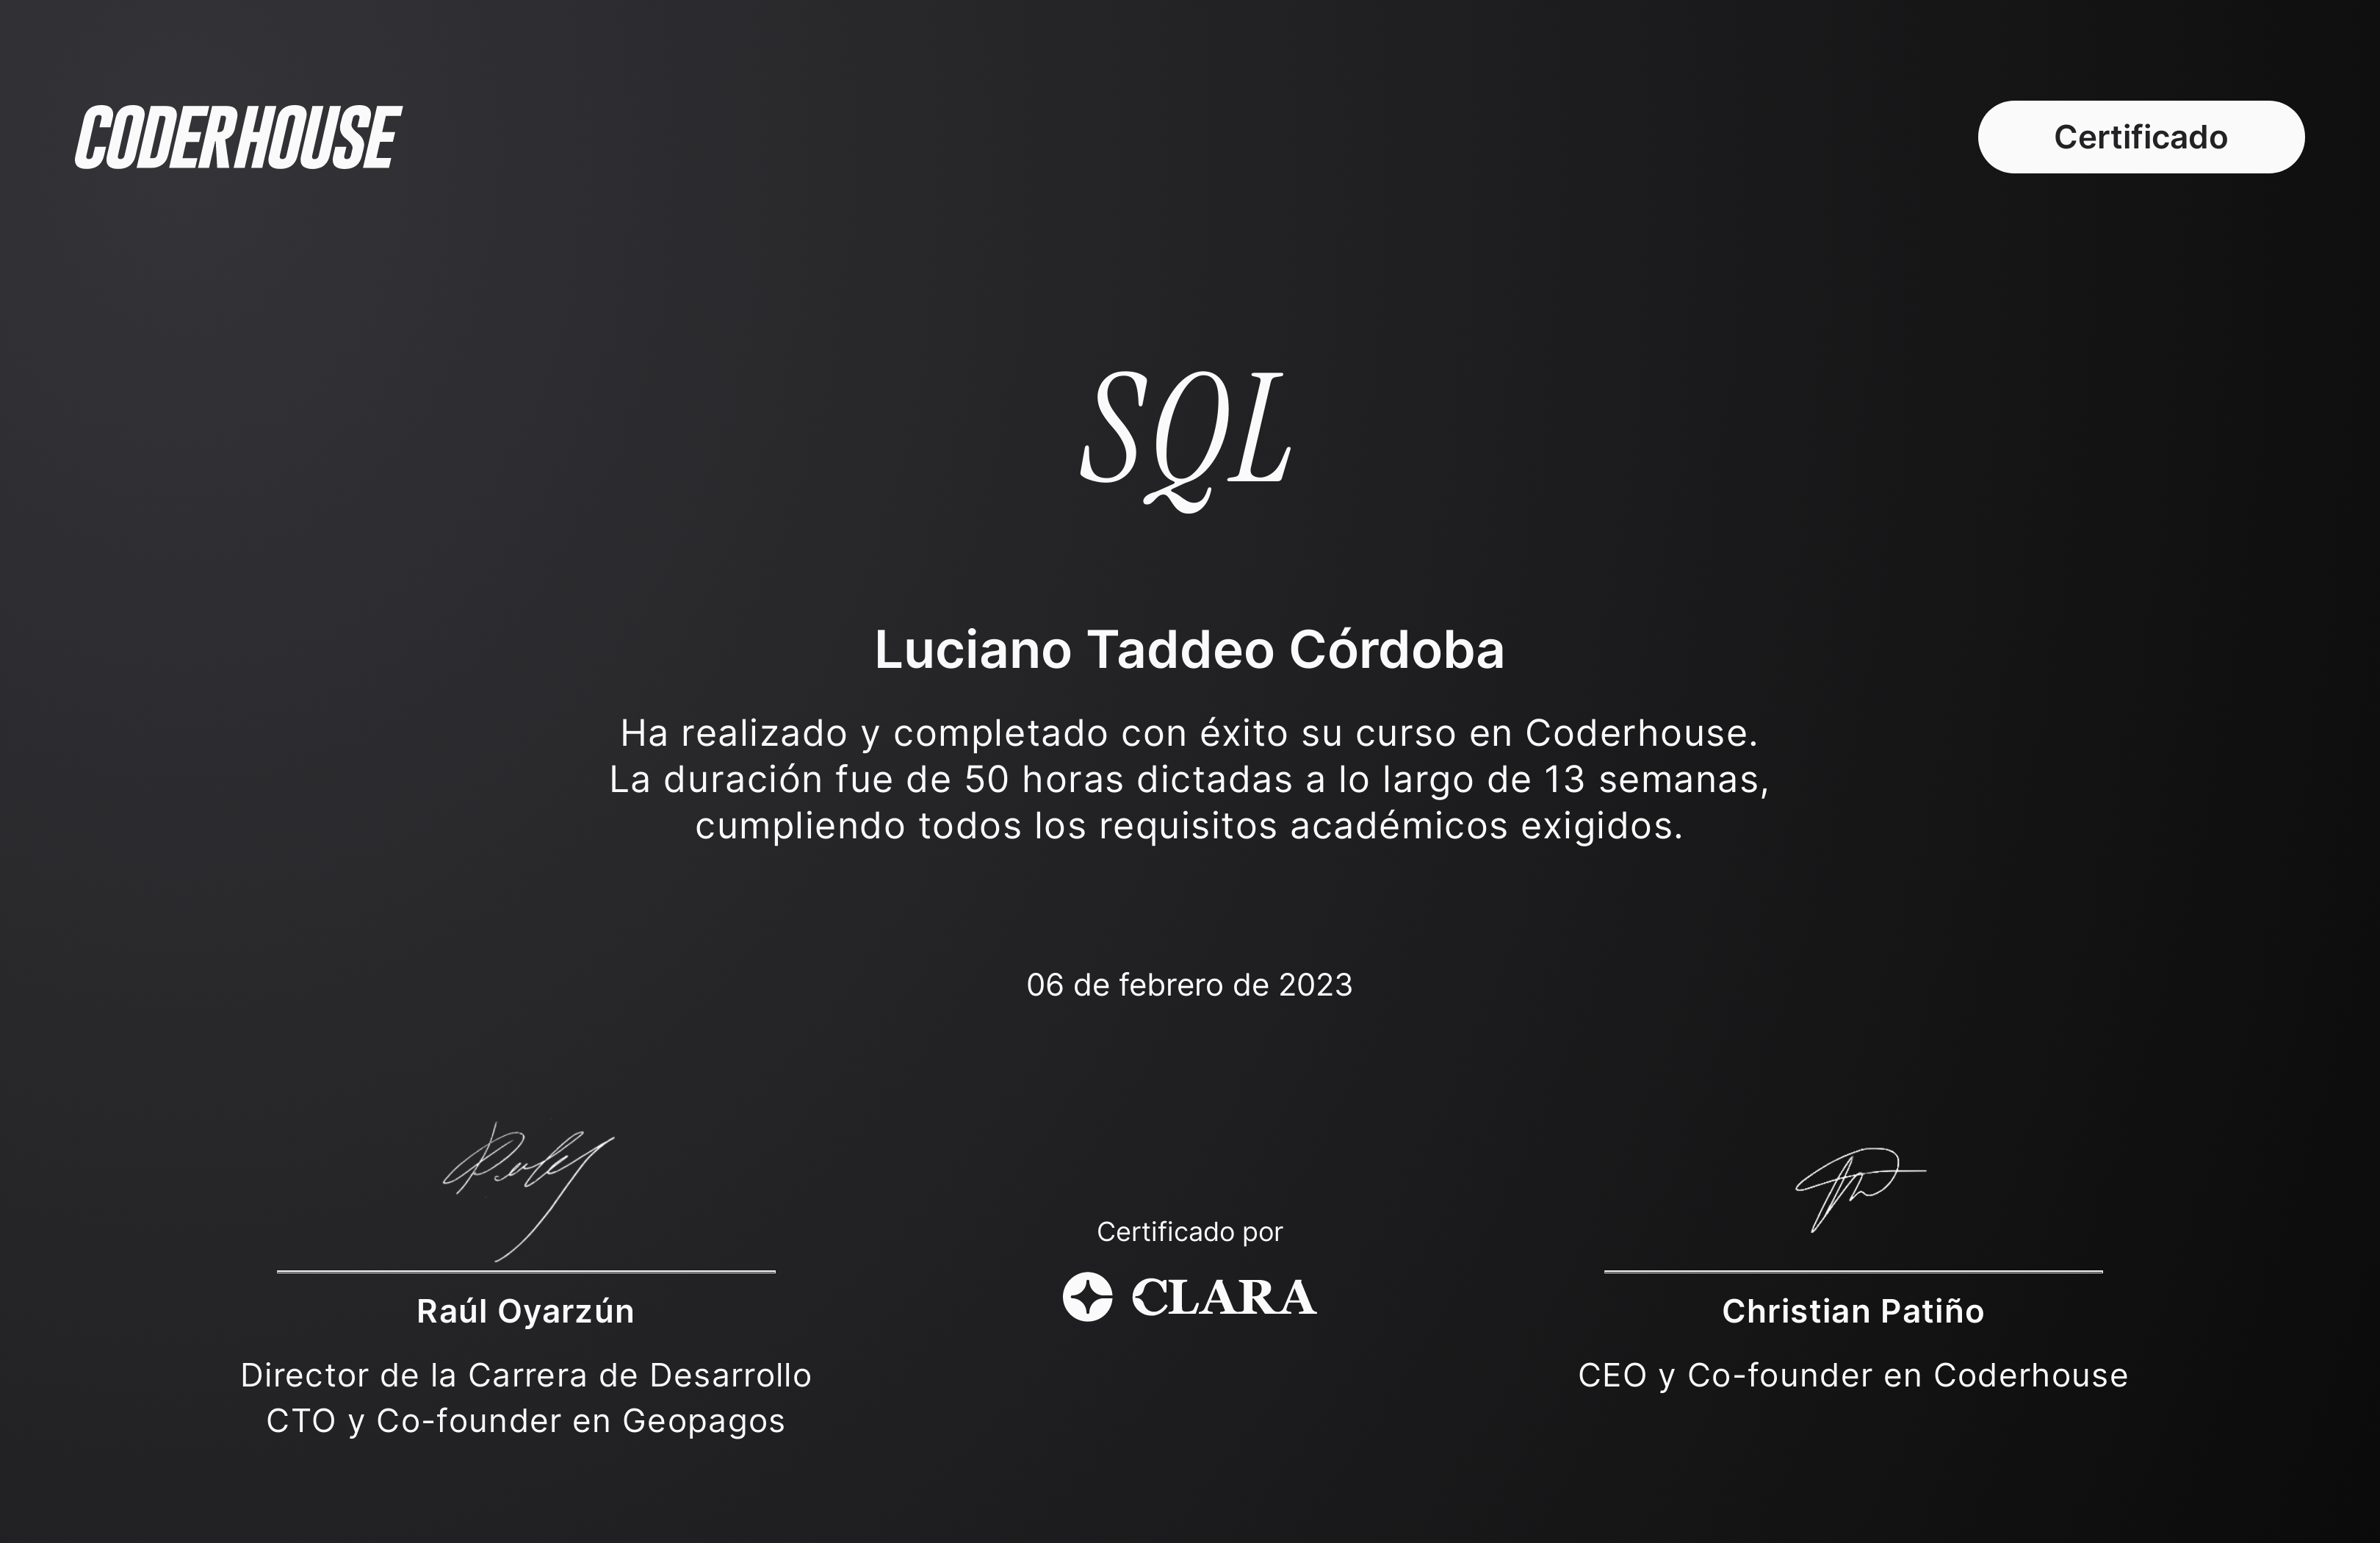 CODERHOUSE
Certificado
SQL
Luciano Taddeo Córdoba
Ha realizado y completado con éxito su curso en Coderhouse.
La duración fue de 50 horas dictadas a lo largo de 13 semanas,
cumpliendo todos los requisitos académicos exigidos.
06 de febrero de 2023
Raúl Oyarzún
Director de la Carrera de Desarrollo
CTO y Co-founder en Geopagos
Certificado por
CLARA
Christian Patiño
CEO y Co-founder en Coderhouse